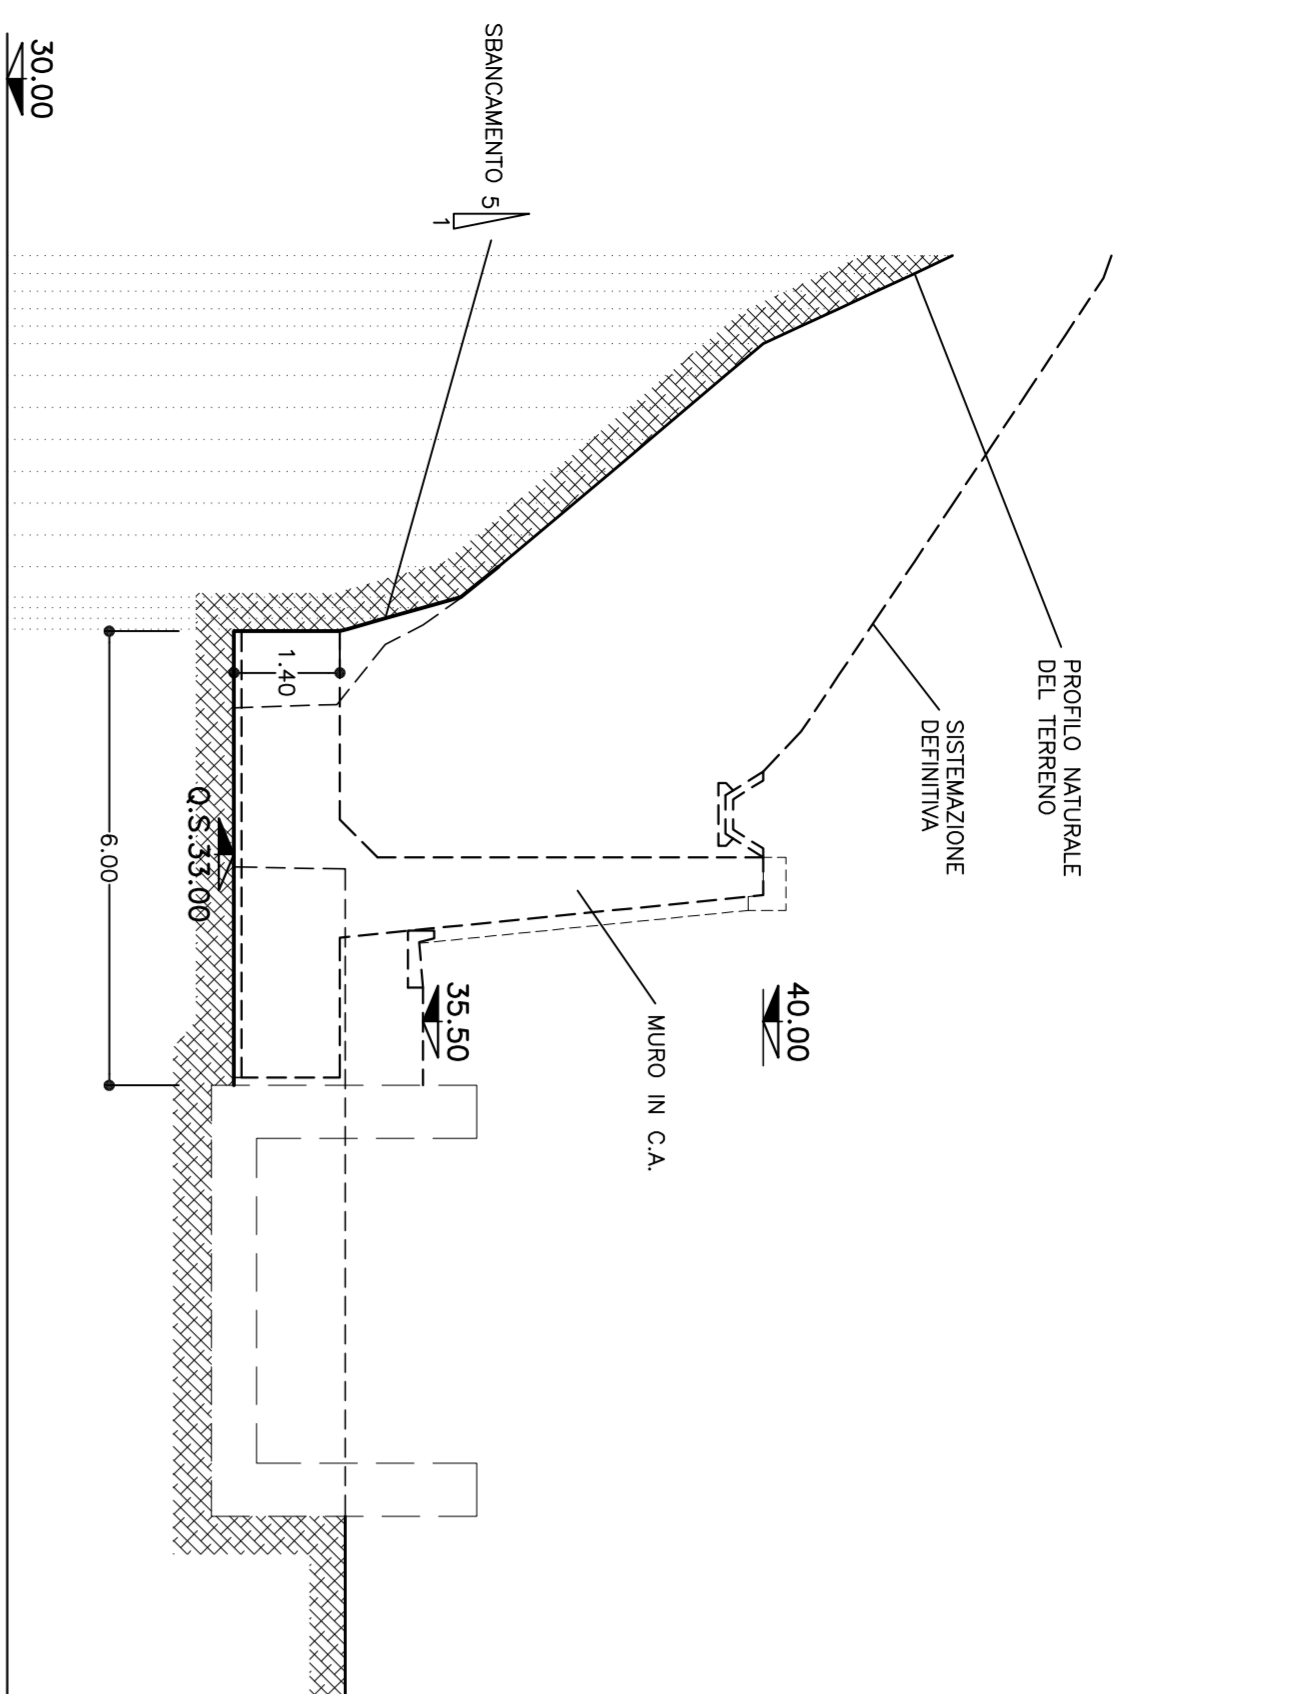 PROFILO NATURALE
DEL TERRENO
SISTEMAZIONE
DEFINITIVA
40.00
MURO IN C.A.
SBANCAMENTO
5
1
35.50
1.40
Q.S.33.00
6.00
30.00